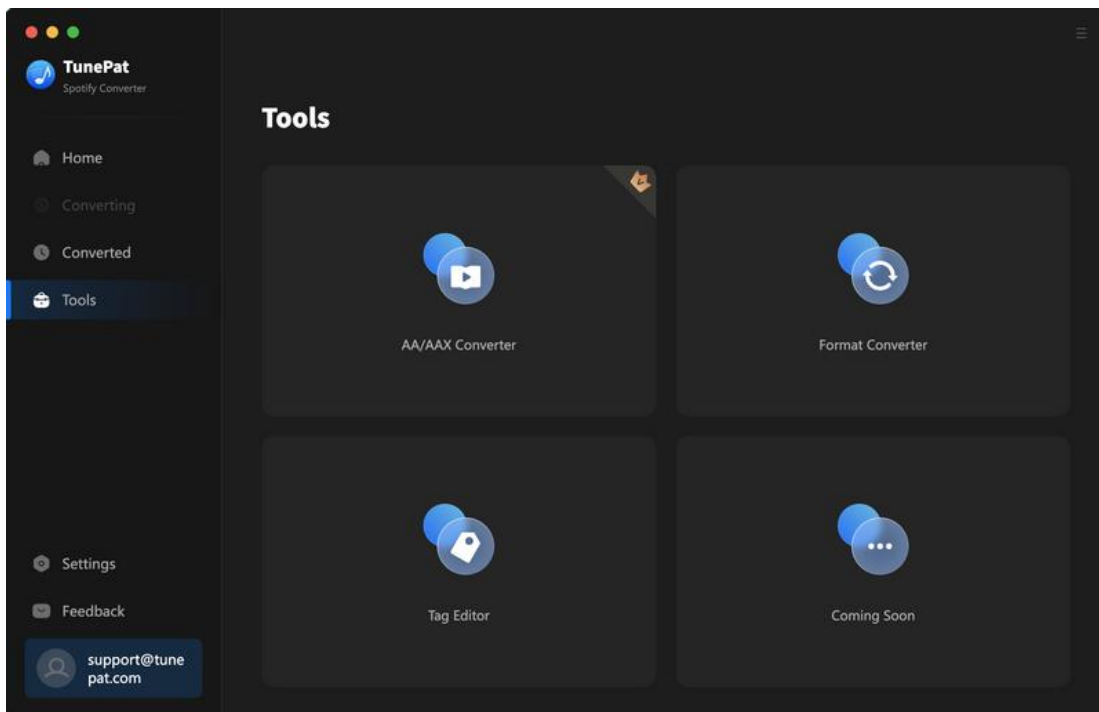 TunePat
Spotify Converter
Home
Converting
Converted
Tools
Settings
Feedback
support@tune
pat.com
Tools
AA/AAX Converter
Format Converter
Tag Editor
Coming Soon